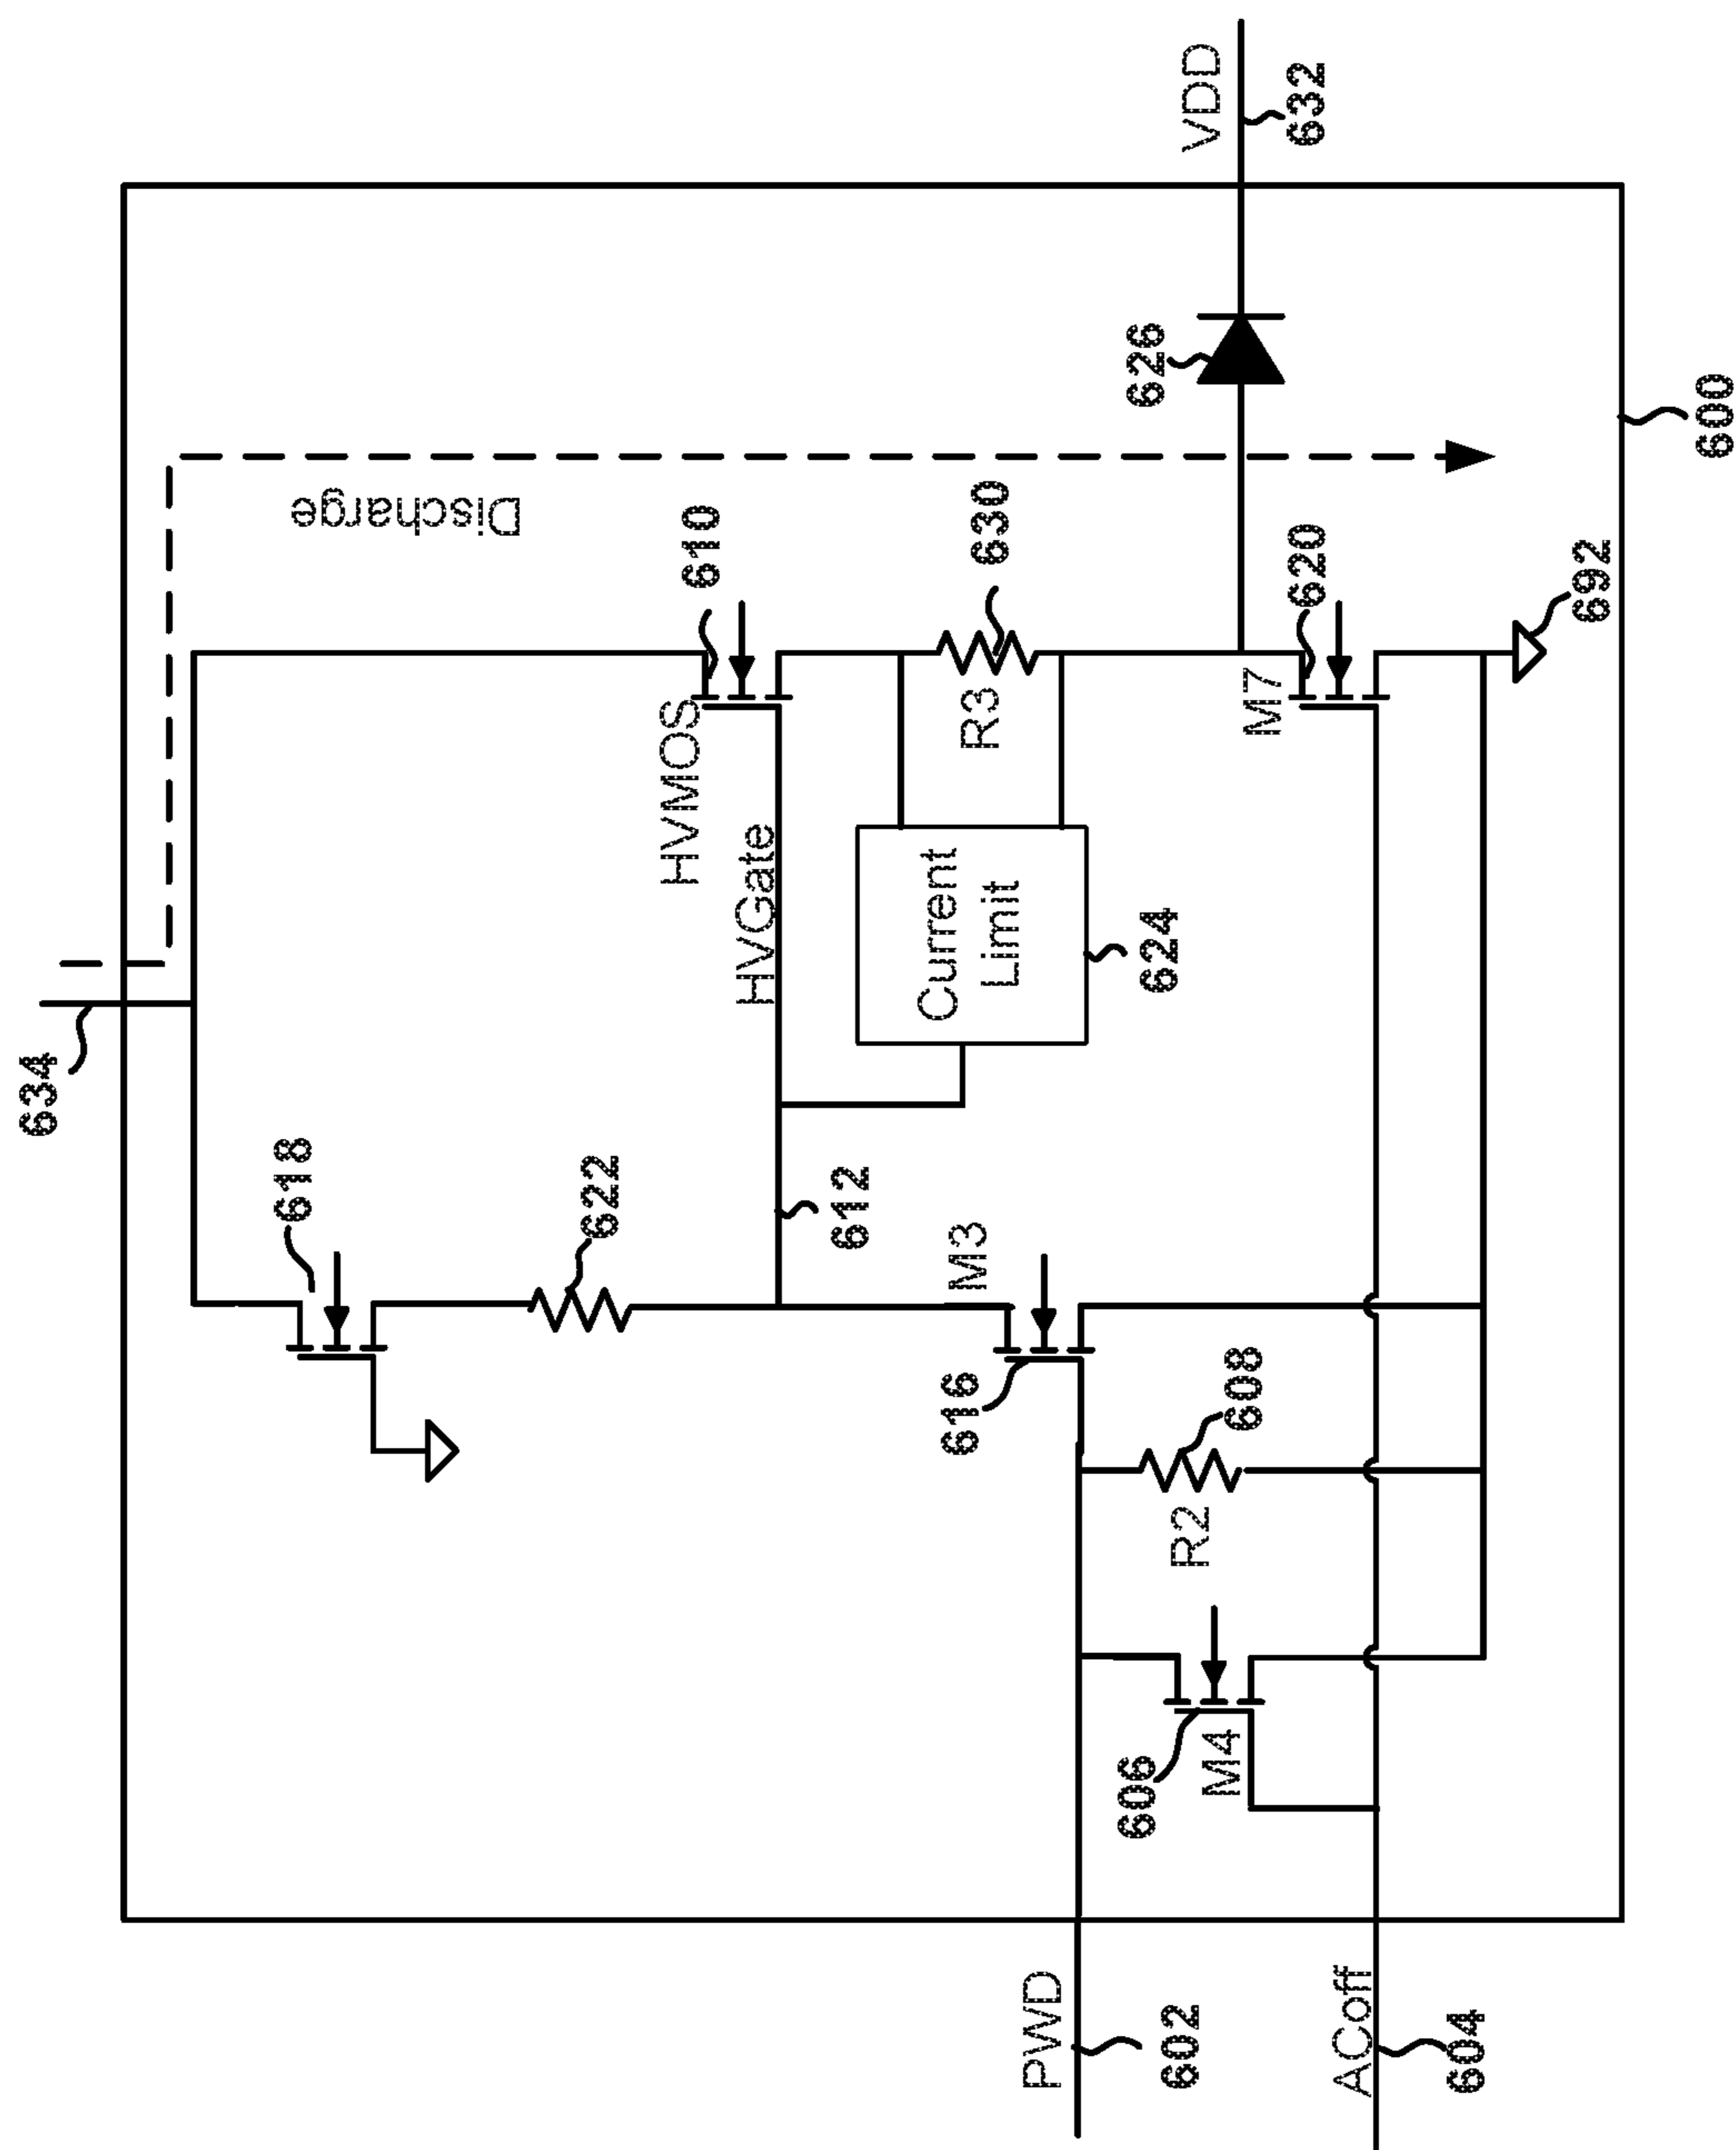 634
Discharge
618
622
HVMOS
610
HVGate
612
Current
Limit
624
R3
630
626
VDD
632
M3
616
R2
608
M4
606
M7
620
692
PWD
602
ACoff
604
600